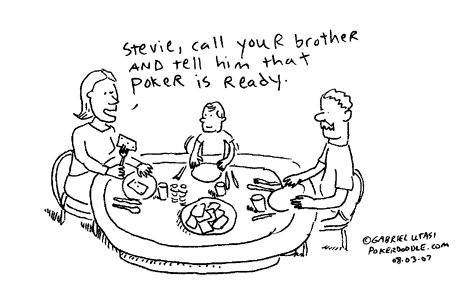 Stevie, call your brother
AND tell him that
POKER is Ready.
©GABRIEL UTASI
POKERDOODLE.COM
08.03.07